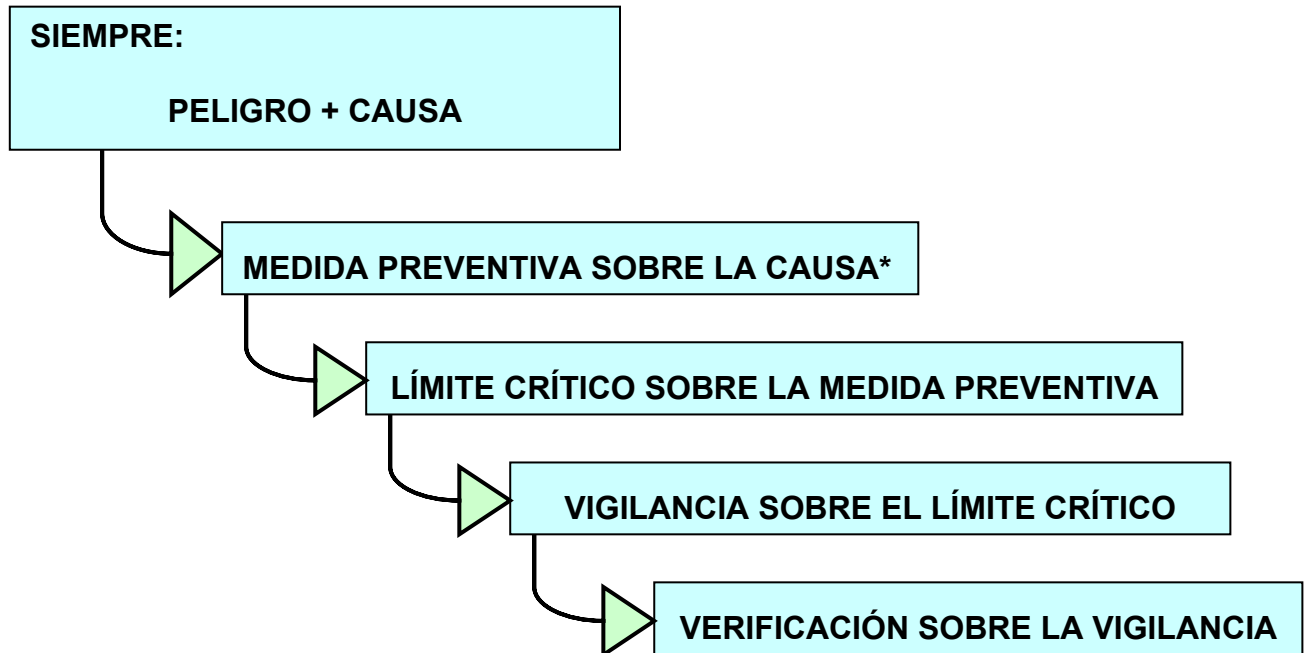 SIEMPRE:
PELIGRO + CAUSA
MEDIDA PREVENTIVA SOBRE LA CAUSA*
LÍMITE CRÍTICO SOBRE LA MEDIDA PREVENTIVA
VIGILANCIA SOBRE EL LÍMITE CRÍTICO
VERIFICACIÓN SOBRE LA VIGILANCIA